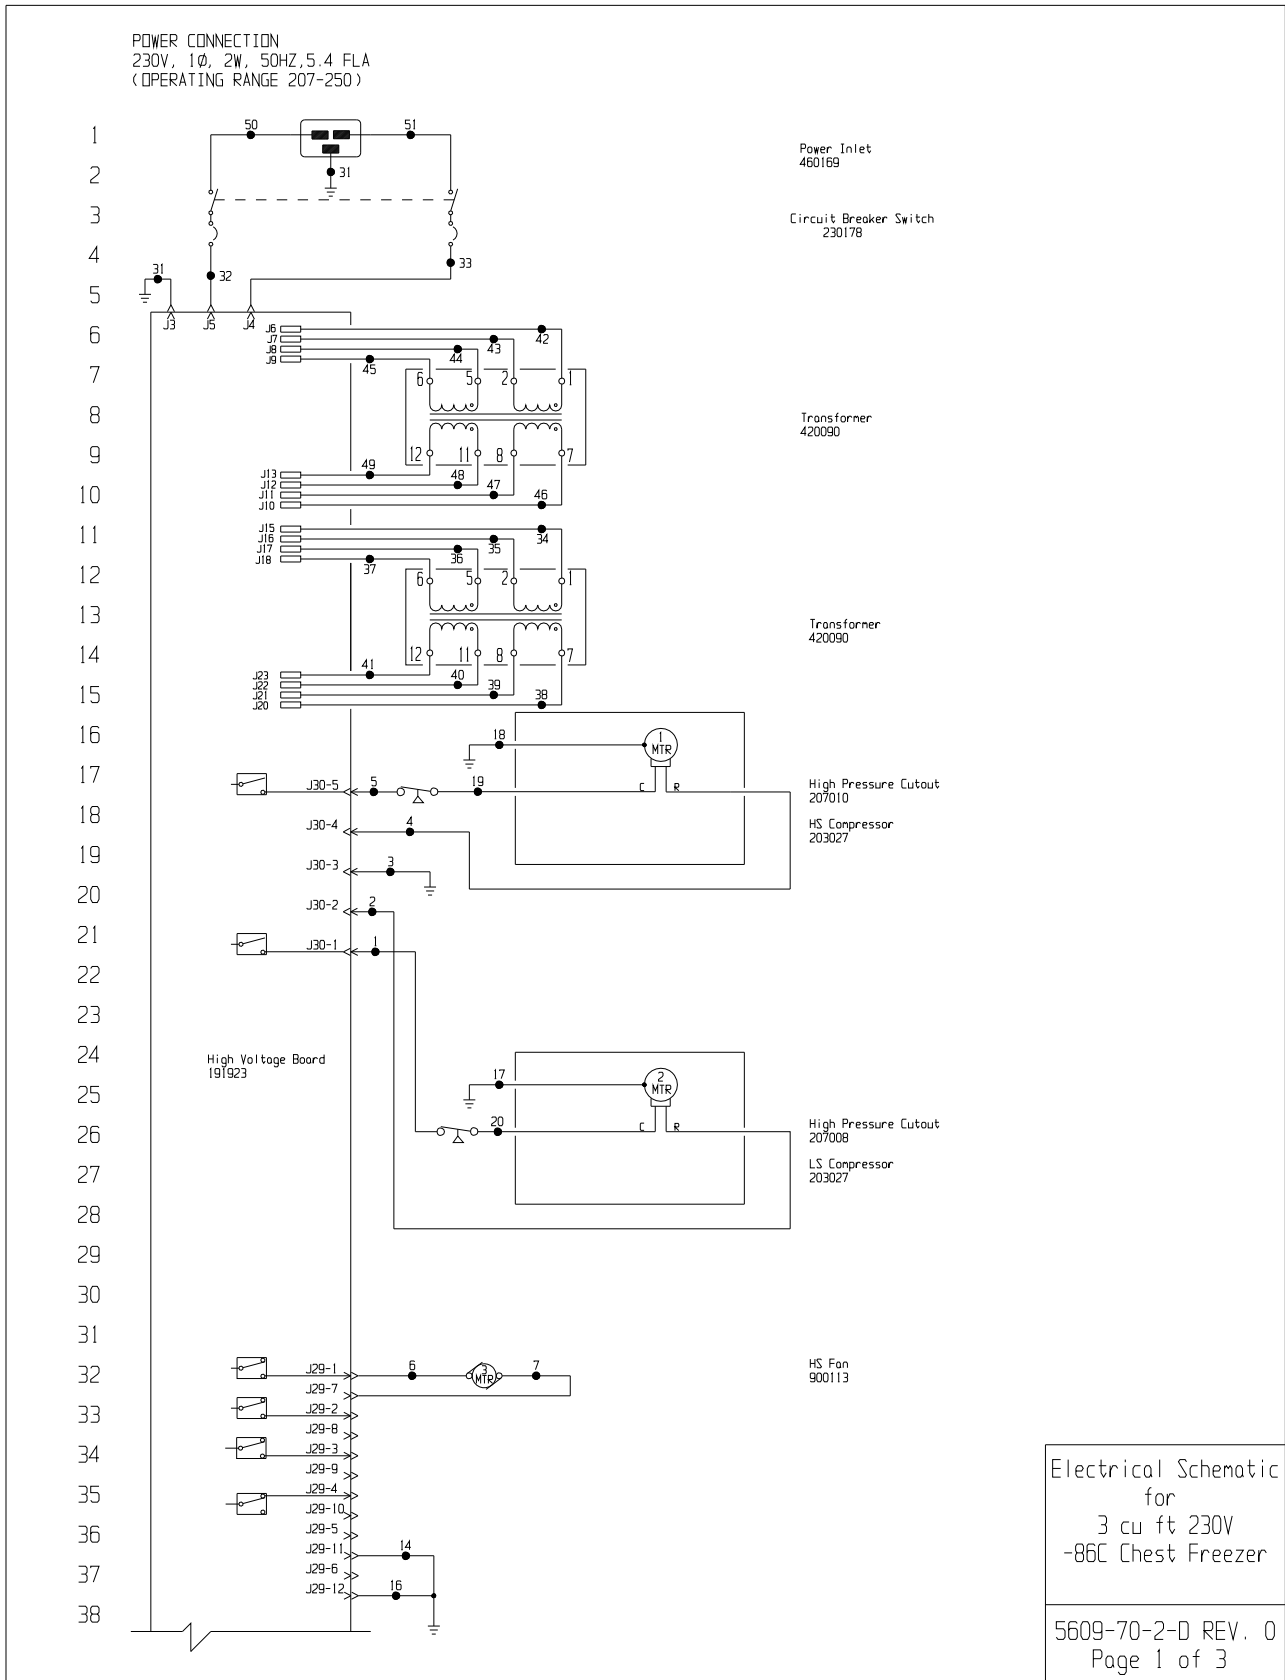 POWER CONNECTION
230V, 1Ø, 2W, 50HZ,5.4 FLA
(OPERATING RANGE 207-250)
1
50
51
Power Inlet
460169
2
31
3
Circuit Breaker Switch
230178
4
31
32
33
5
J3
J5
J4
6
J6
42
J7
43
J8
44
J9
45
7
6
5
2
1
8
Transformer
420090
9
12
11
8
7
J13
49
J12
48
10
J11
47
J10
46
11
J15
34
J16
35
J17
36
J18
37
12
6
5
2
1
13
Transformer
420090
14
12
11
8
7
J23
41
J22
40
15
J21
39
J20
38
16
18
1
MTR
17
J30-5
5
19
C
R
High Pressure Cutout
207010
18
J30-4
4
HS Compressor
203027
19
J30-3
3
20
J30-2
2
21
J30-1
1
22
23
24
High Voltage Board
191923
25
17
2
MTR
26
20
C
R
High Pressure Cutout
207008
27
LS Compressor
203027
28
29
30
31
32
J29-1
6
3
MTR
7
HS Fan
900113
J29-7
33
J29-2
J29-8
34
J29-3
J29-9
35
J29-4
J29-10
36
J29-5
J29-11
14
37
J29-6
J29-12
16
38
Electrical Schematic
for
3 cu ft 230V
-86C Chest Freezer
5609-70-2-D REV. 0
Page 1 of 3